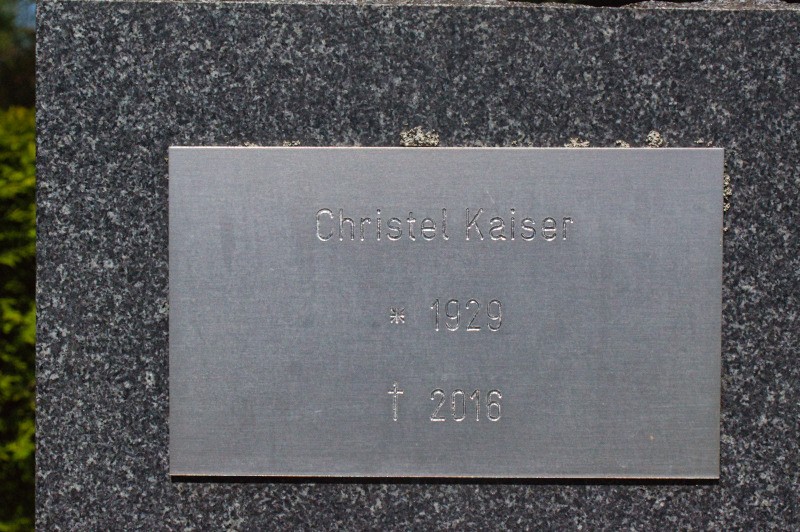 Christel Kaiser
* 1929
† 2016